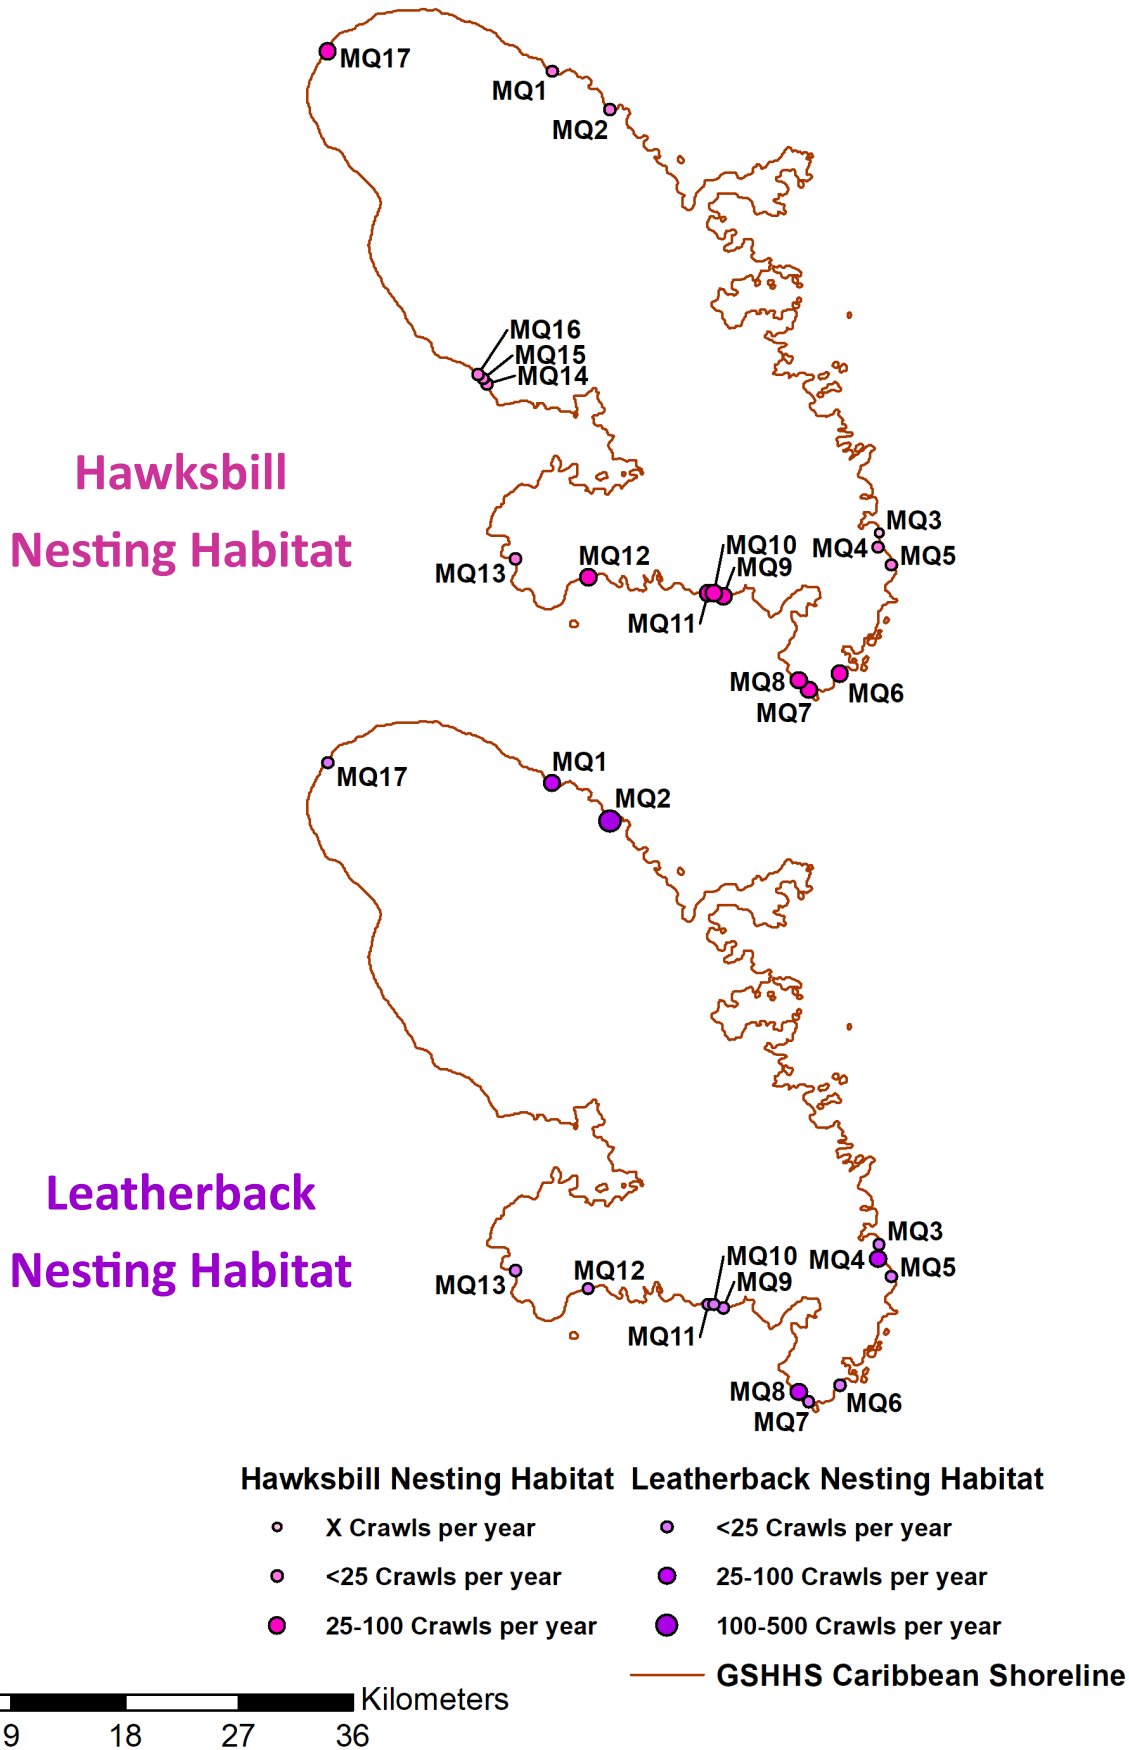 MQ17
MQ1
MQ2
MQ16
MQ15
MQ14
Hawksbill
Nesting Habitat
MQ3
MQ4
MQ5
MQ10
MQ9
MQ12
MQ13
MQ11
MQ8
MQ7
MQ6
MQ1
MQ17
MQ2
Leatherback
Nesting Habitat
MQ3
MQ4
MQ5
MQ10
MQ9
MQ12
MQ13
MQ11
MQ8
MQ7
MQ6
Hawksbill Nesting Habitat
X Crawls per year
<25 Crawls per year
25-100 Crawls per year
Leatherback Nesting Habitat
<25 Crawls per year
25-100 Crawls per year
100-500 Crawls per year
GSHHS Caribbean Shoreline
Kilometers
9 18 27 36